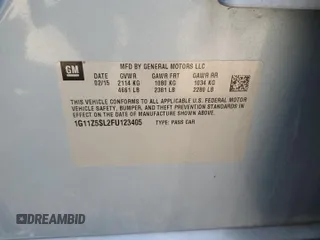 GM
MFD BY GENERAL MOTORS LLC
DATE GVWR GAWR FRT GAWR RR
02/15 2114 KG 1080 KG 1034 KG
4661 LB 2381 LB 2280 LB
THIS VEHICLE CONFORMS TO ALL APPLICABLE U.S. FEDERAL MOTOR
VEHICLE SAFETY, BUMPER, AND THEFT PREVENTION STANDARDS IN
EFFECT ON THE DATE OF MANUFACTURE SHOWN ABOVE.
1G11Z5SL2FU123405 TYPE: PASS CAR
DREAMBID